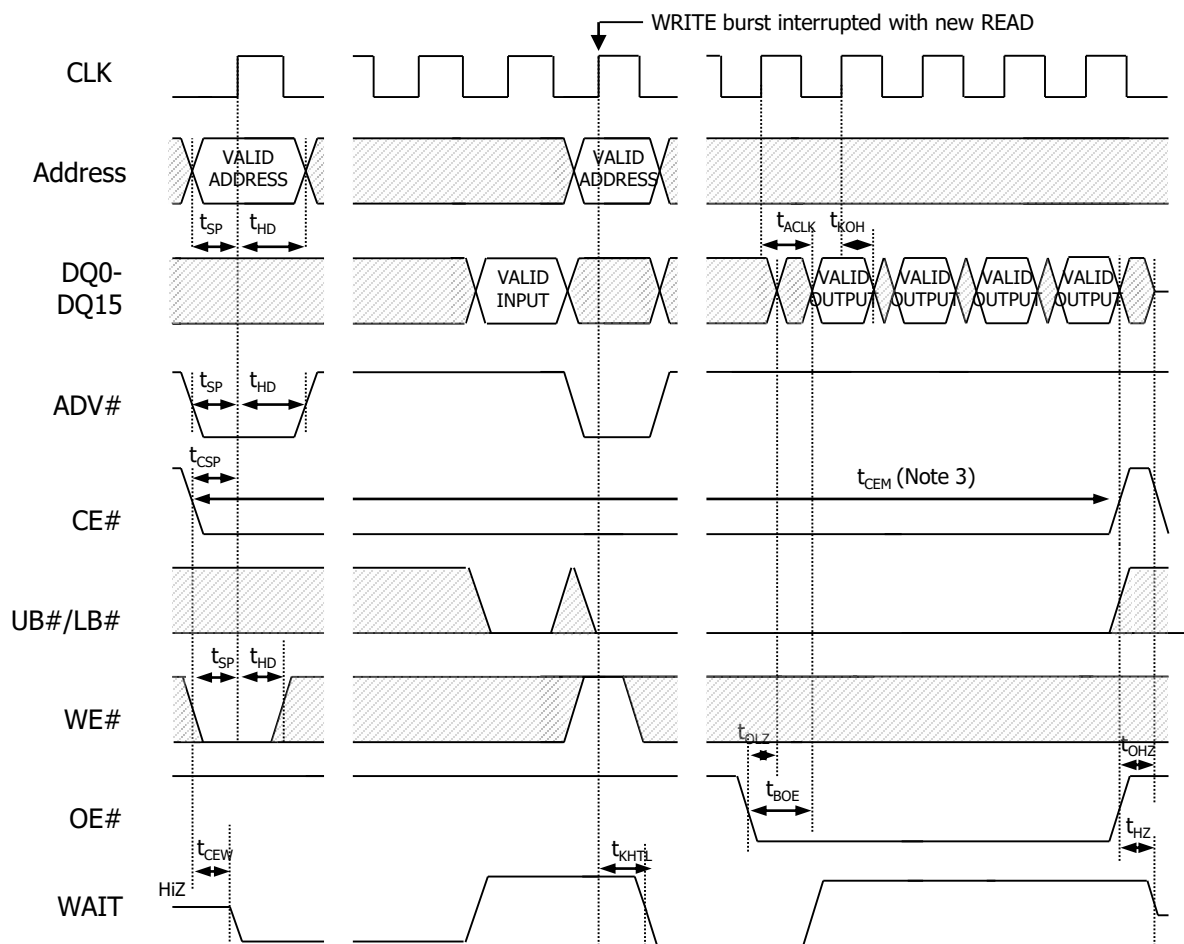 WRITE burst interrupted with new READ
CLK
Address
VALID
ADDRESS
VALID
ADDRESS
tSP
tHD
tACLK
tKOH
DQ0-
DQ15
VALID
INPUT
VALID
OUTPUT
VALID
OUTPUT
VALID
OUTPUT
VALID
OUTPUT
ADV#
tSP
tHD
tCSP
CE#
tCEM (Note 3)
UB#/LB#
tSP
tHD
WE#
tOLZ
tOHZ
OE#
tBOE
tHZ
tCEW
tKHTL
HiZ
WAIT